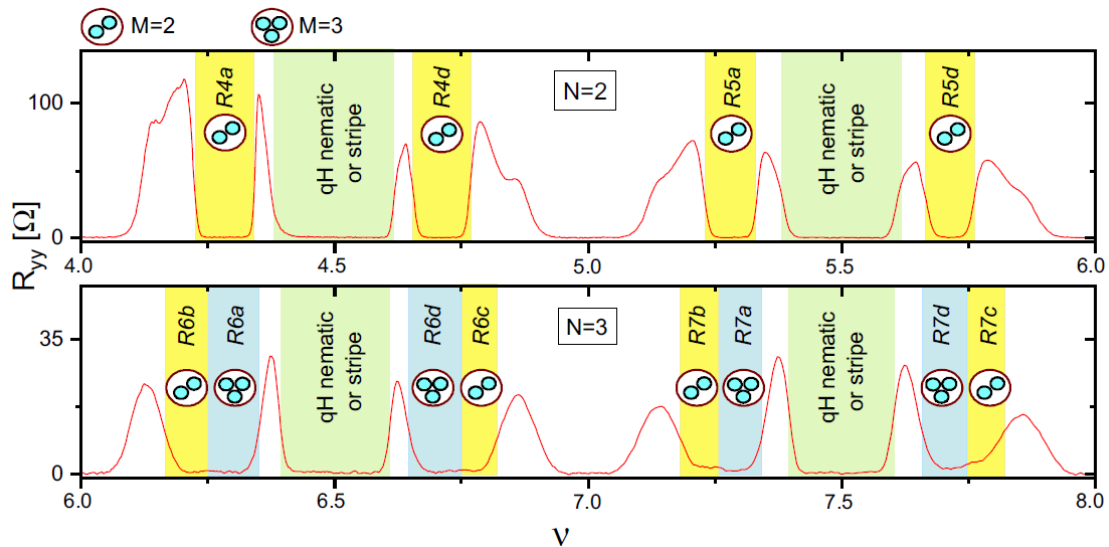 M=2 M=3
R4a
qH nematic
or stripe
R4d
N=2
R5a
qH nematic
or stripe
R5d
100
0
4.0 4.5 5.0 5.5 6.0
Ryy [Ω]
R6b
R6a
qH nematic
or stripe
R6d
R6c
N=3
R7b
R7a
qH nematic
or stripe
R7d
R7c
35
0
6.0 6.5 7.0 7.5 8.0
ν